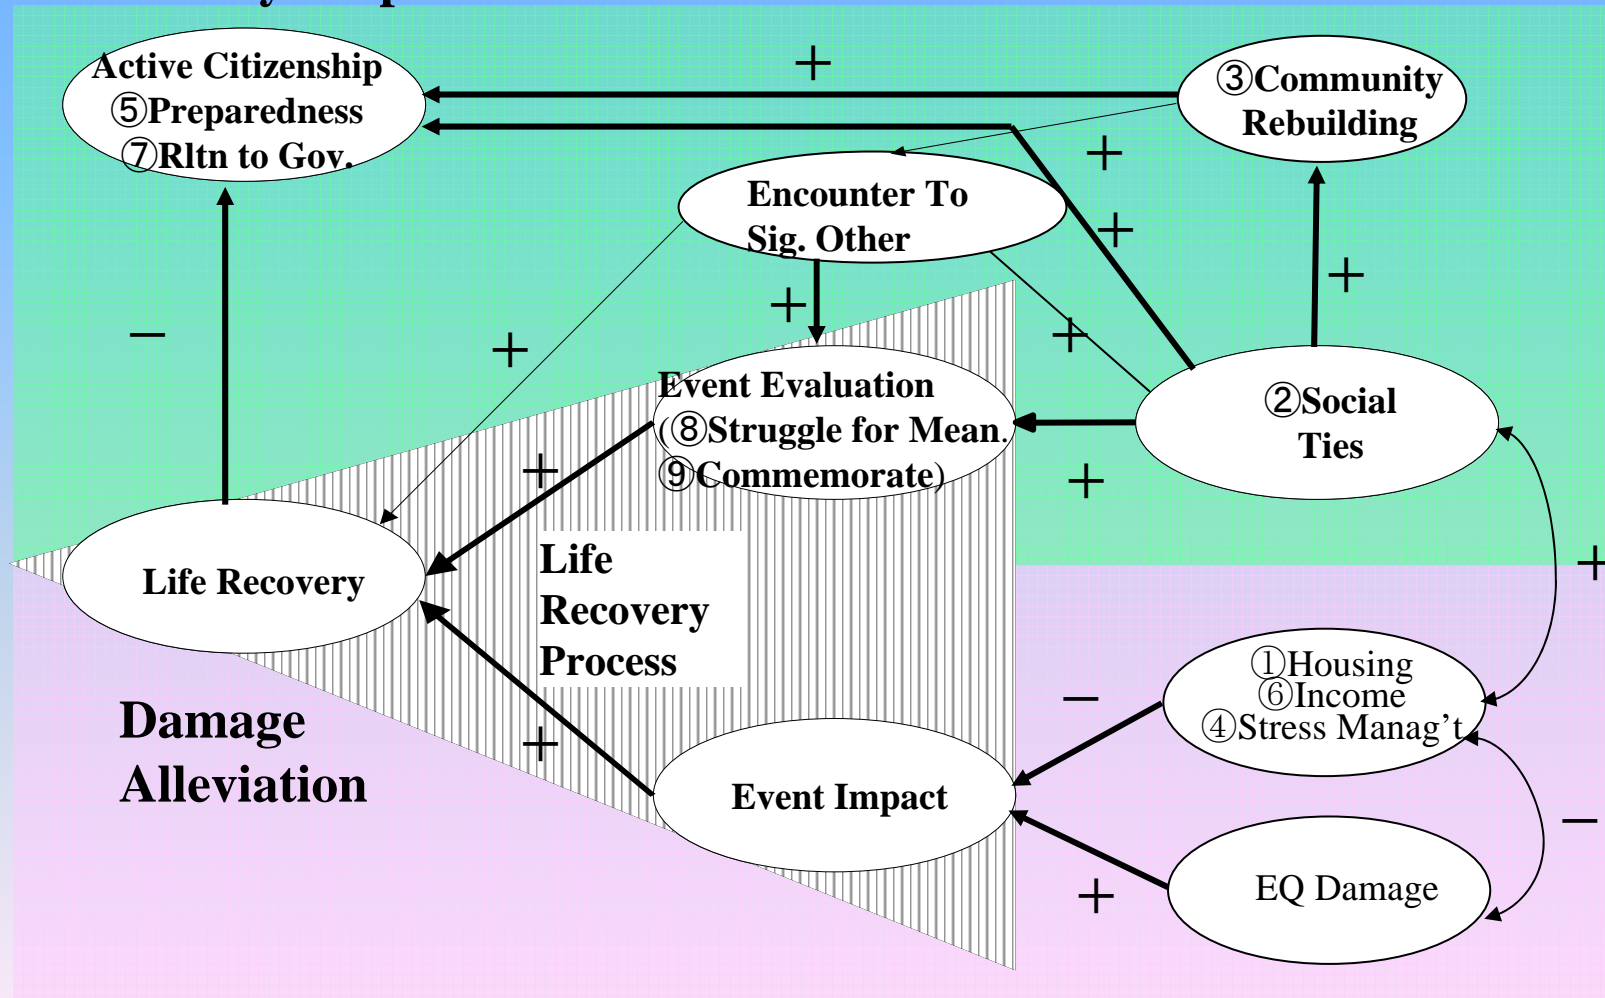 Active Citizenship
⑤Preparedness
⑦Rltn to Gov.
+
③Community
Rebuilding
+
Encounter To
Sig. Other
+
+
+
+
+
−
Event Evaluation
(⑧Struggle for Mean.
⑨Commemorate)
②Social
Ties
+
+
Life Recovery
Life
Recovery
Process
+
①Housing
⑥Income
④Stress Manag't
−
Damage
Alleviation
+
Event Impact
−
EQ Damage
+